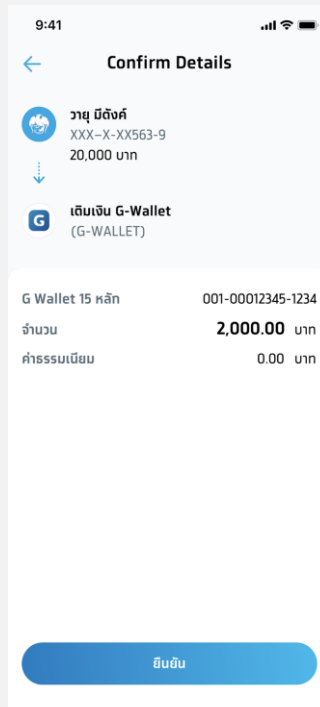 9:41
Confirm Details
วายุ มีตังค์
XXX–X-XX563-9
20,000 บาท
G
เติมเงิน G-Wallet
(G-WALLET)
G Wallet 15 หลัก 001-00012345-1234
จำนวน 2,000.00 บาท
ค่าธรรมเนียม 0.00 บาท
ยืนยัน